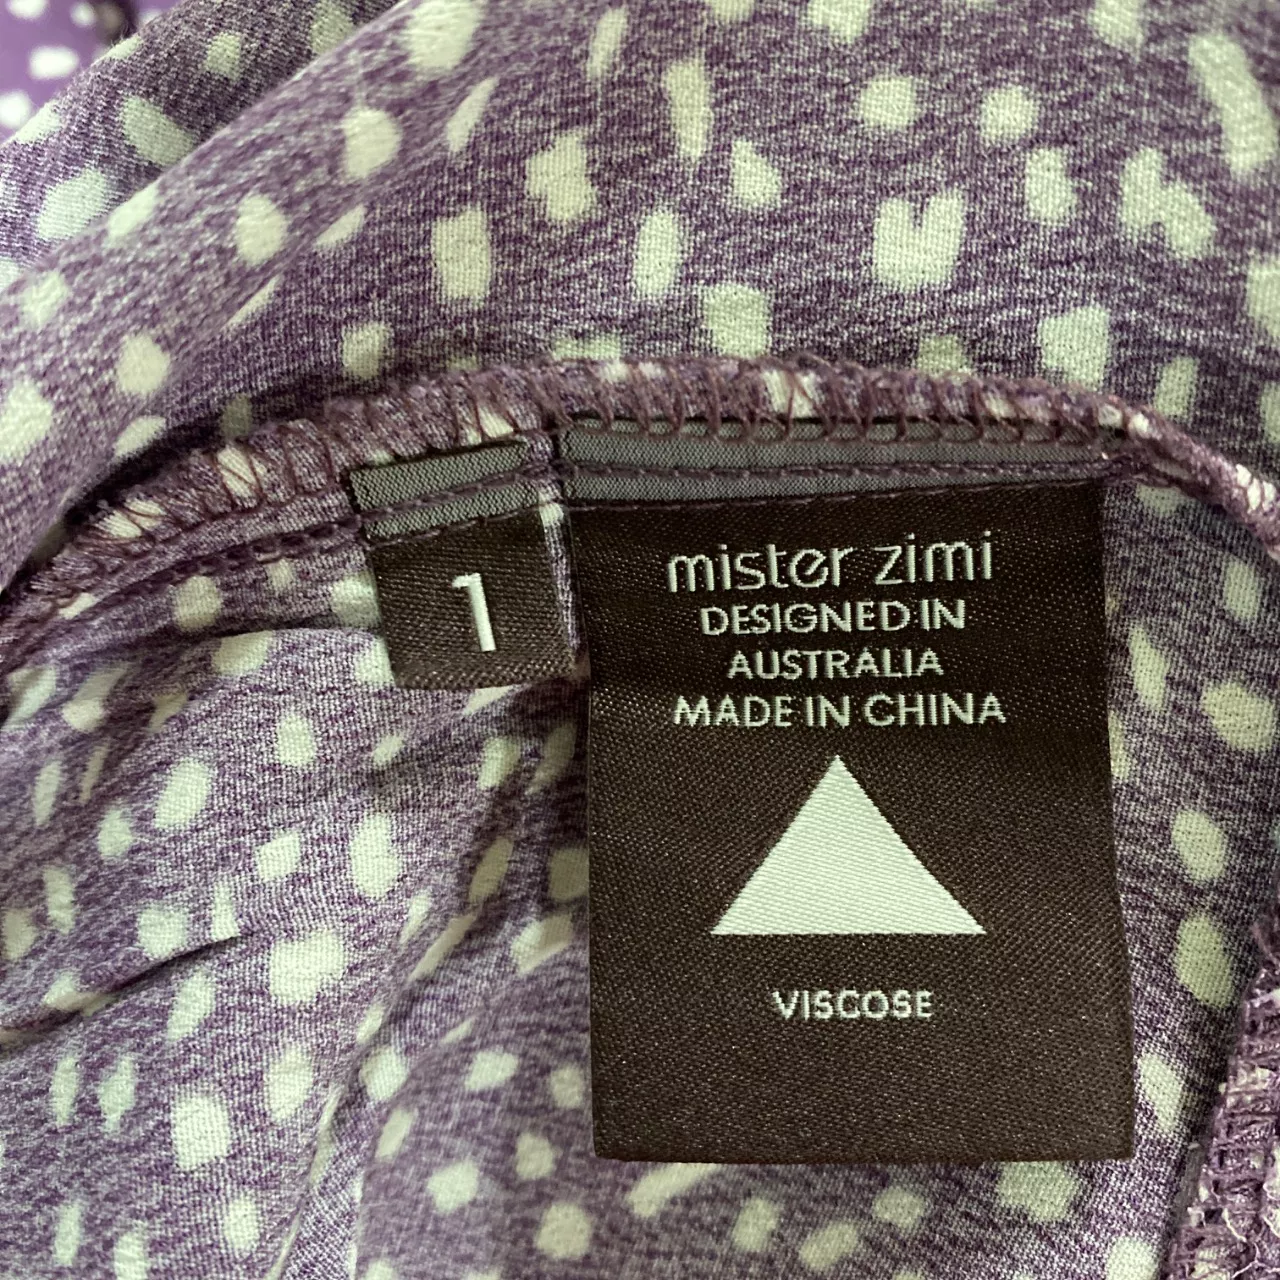 1
mister zimi
DESIGNED IN
AUSTRALIA
MADE IN CHINA
VISCOSE